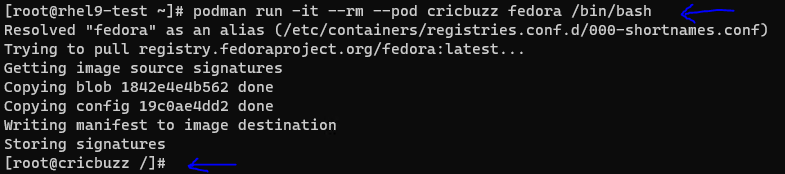 [root@rhel9-test ~]# podman run -it --rm --pod cricbuzz fedora /bin/bash
Resolved "fedora" as an alias (/etc/containers/registries.conf.d/000-shortnames.conf)
Trying to pull registry.fedoraproject.org/fedora:latest...
Getting image source signatures
Copying blob 1842e4e4b562 done
Copying config 19c0ae4dd2 done
Writing manifest to image destination
Storing signatures
[root@cricbuzz /]#